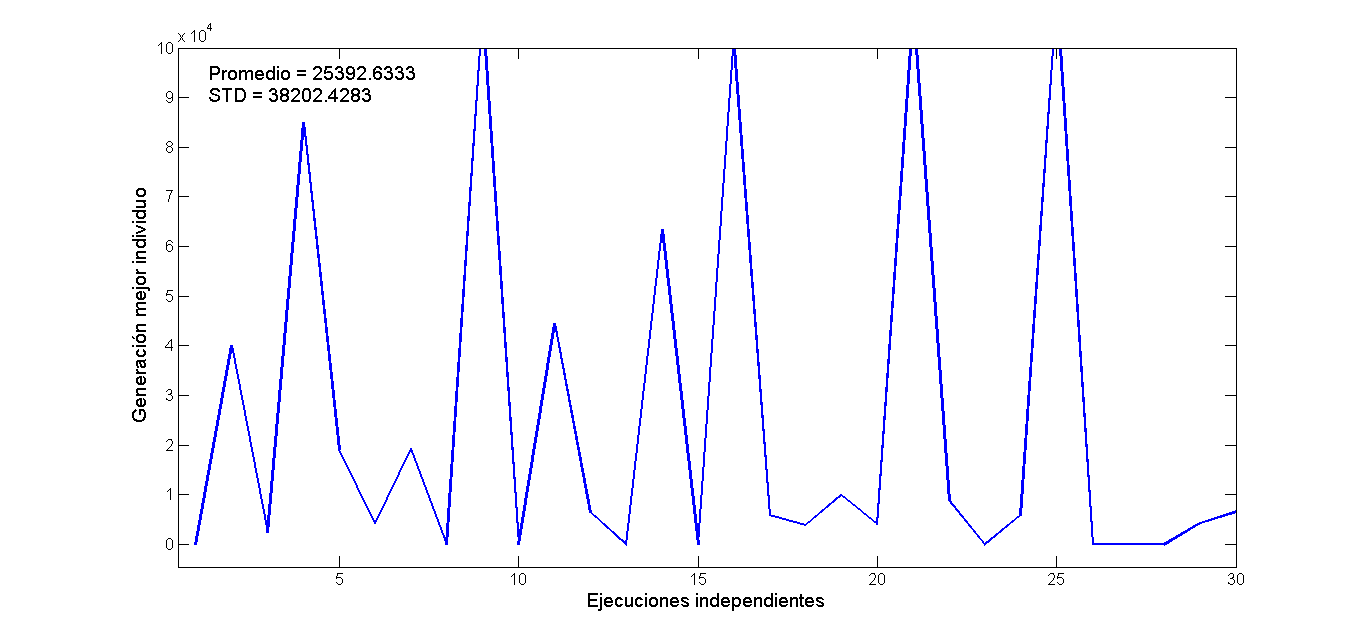 x 10^4
Promedio = 25392.6333
STD = 38202.4283
10
9
8
7
6
5
4
3
2
1
0
Generación mejor individuo
5 10 15 20 25 30
Ejecuciones independientes